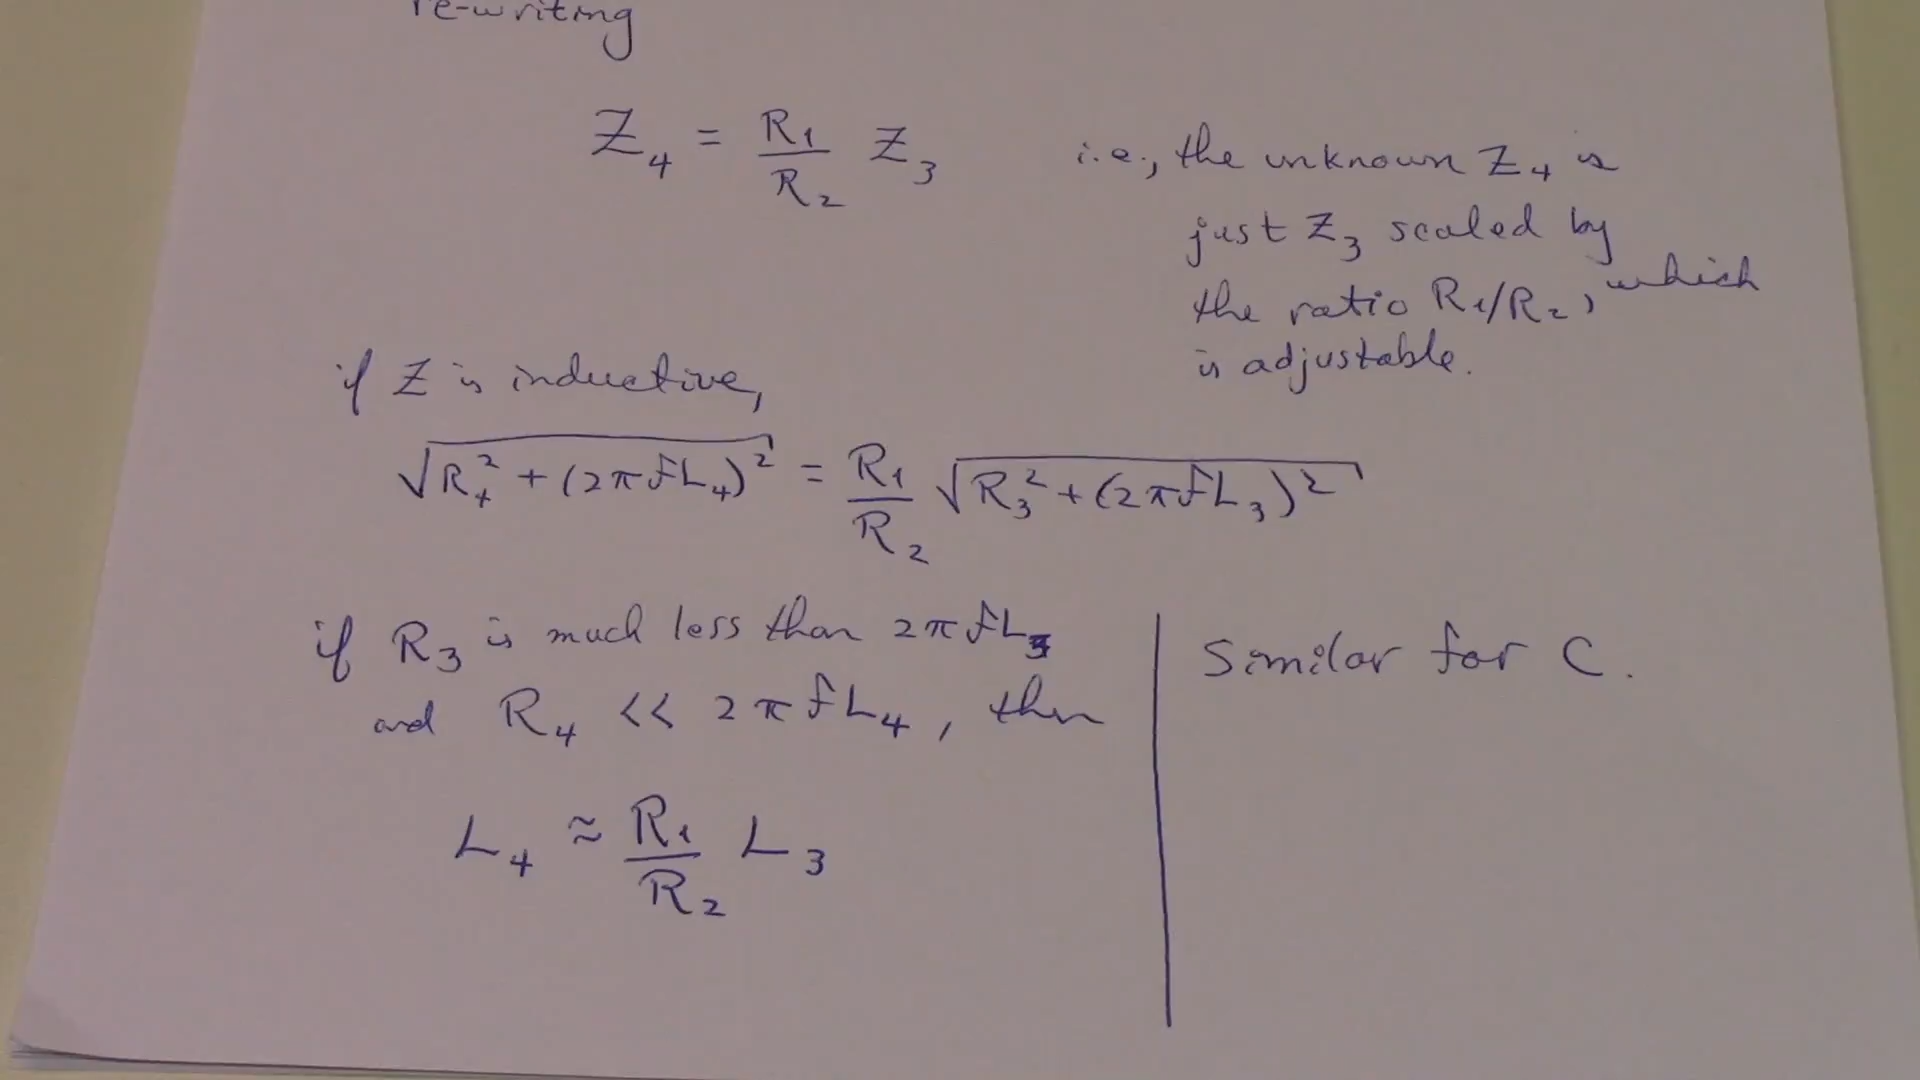 re-writing
Z₄ = R₁/R₂ Z₃
i.e., the unknown Z₄ is
just Z₃ scaled by
the ratio R₁/R₂, which
is adjustable.
if Z is inductive,
√(R₄² + (2πfL₄)²) = R₁/R₂ √(R₃² + (2πfL₃)²)
if R₃ is much less than 2πfL₃
and R₄ << 2πfL₄, then
L₄ ≈ R₁/R₂ L₃
Similar for C.